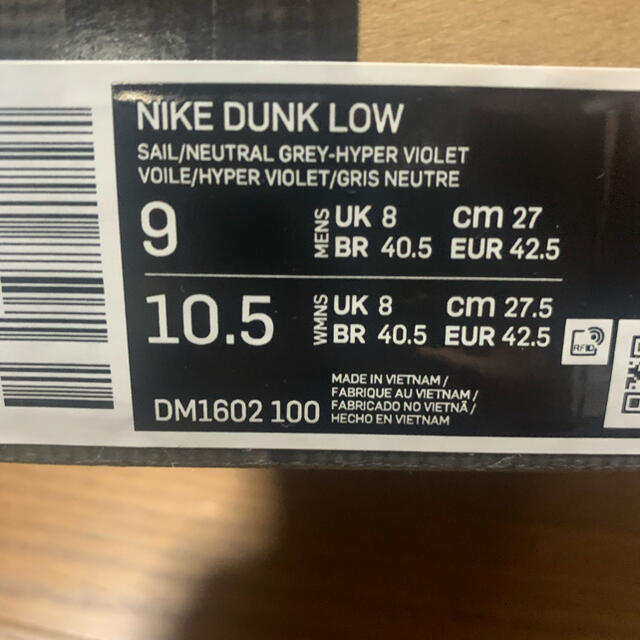 NIKE DUNK LOW
SAIL/NEUTRAL GREY-HYPER VIOLET
VOILE/HYPER VIOLET/GRIS NEUTRE
9 MENS UK 8 cm 27
BR 40.5 EUR 42.5
10.5 WMNS UK 8 cm 27.5
BR 40.5 EUR 42.5
RFID
DM1602 100
MADE IN VIETNAM /
FABRIQUE AU VIETNAM /
FABRICADO NO VIETNÃ /
HECHO EN VIETNAM